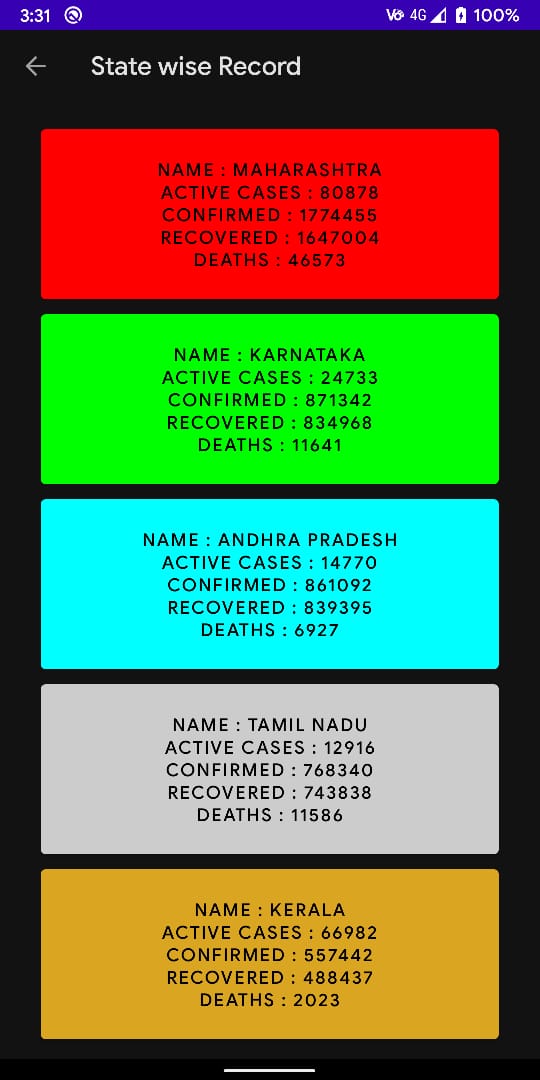 3:31 Vo 4G 100%
State wise Record
NAME : MAHARASHTRA
ACTIVE CASES : 80878
CONFIRMED : 1774455
RECOVERED : 1647004
DEATHS : 46573
NAME : KARNATAKA
ACTIVE CASES : 24733
CONFIRMED : 871342
RECOVERED : 834968
DEATHS : 11641
NAME : ANDHRA PRADESH
ACTIVE CASES : 14770
CONFIRMED : 861092
RECOVERED : 839395
DEATHS : 6927
NAME : TAMIL NADU
ACTIVE CASES : 12916
CONFIRMED : 768340
RECOVERED : 743838
DEATHS : 11586
NAME : KERALA
ACTIVE CASES : 66982
CONFIRMED : 557442
RECOVERED : 488437
DEATHS : 2023